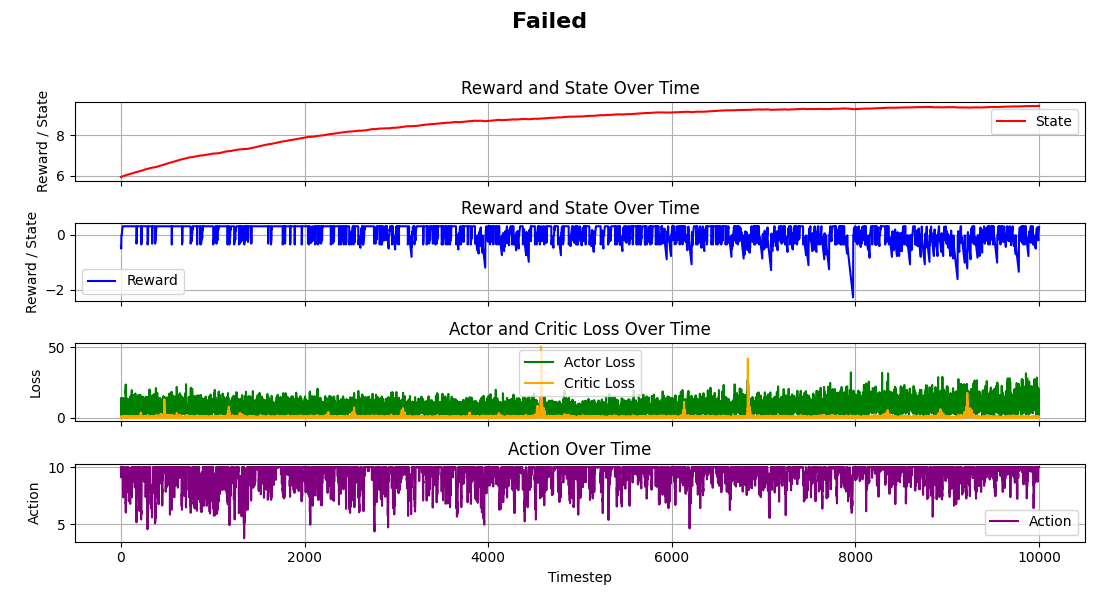 Failed
Reward and State Over Time
Reward / State
8
6
State
Reward and State Over Time
Reward / State
0
−2
Reward
Actor and Critic Loss Over Time
Loss
50
0
Actor Loss
Critic Loss
Action Over Time
Action
10
5
Action
0 2000 4000 6000 8000 10000
Timestep